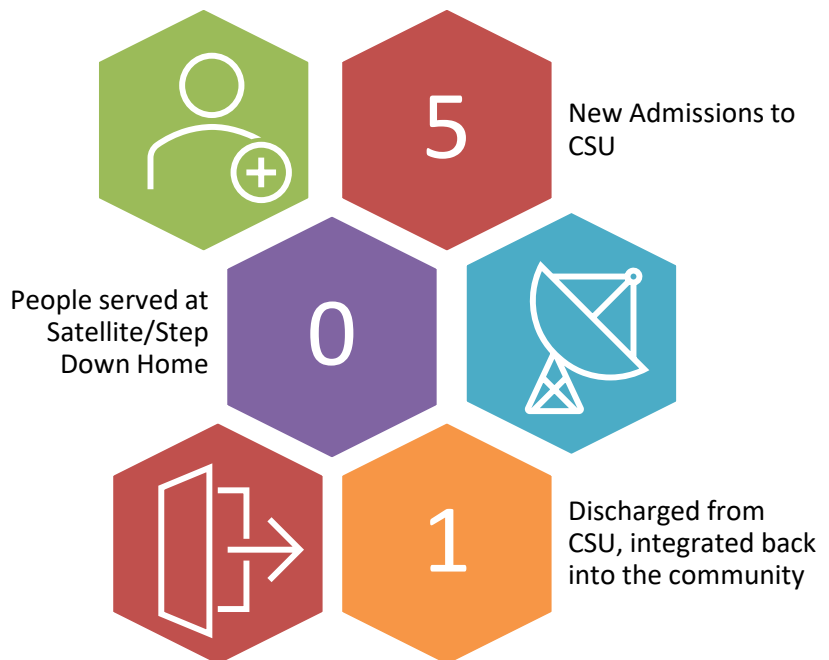 5
New Admissions to
CSU
People served at
Satellite/Step
Down Home
0
1
Discharged from
CSU, integrated back
into the community